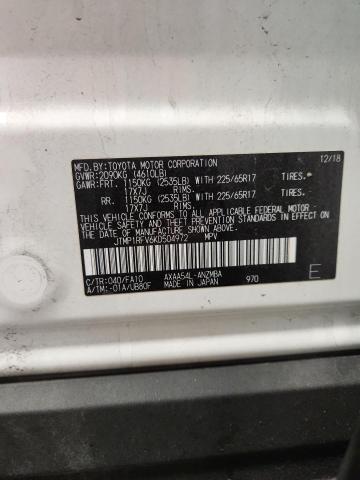 MFD.BY:TOYOTA MOTOR CORPORATION 12/18
GVWR:2090KG (4610LB)
GAWR:FRT. 1150KG (2535LB) WITH 225/65R17 TIRES.
17X7J RIMS.
RR. 1150KG (2535LB) WITH 225/65R17 TIRES.
17X7J RIMS.
THIS VEHICLE CONFORMS TO ALL APPLICABLE FEDERAL MOTOR
VEHICLE SAFETY, BUMPER, AND THEFT PREVENTION STANDARDS IN
EFFECT ON THE DATE OF MANUFACTURE SHOWN ABOVE.
JTMP1RFV6KD504972 MPV
C/TR:040/FA10 AXAA54L-ANZMBA
A/TM:-01A/UB80F MADE IN JAPAN 970 E